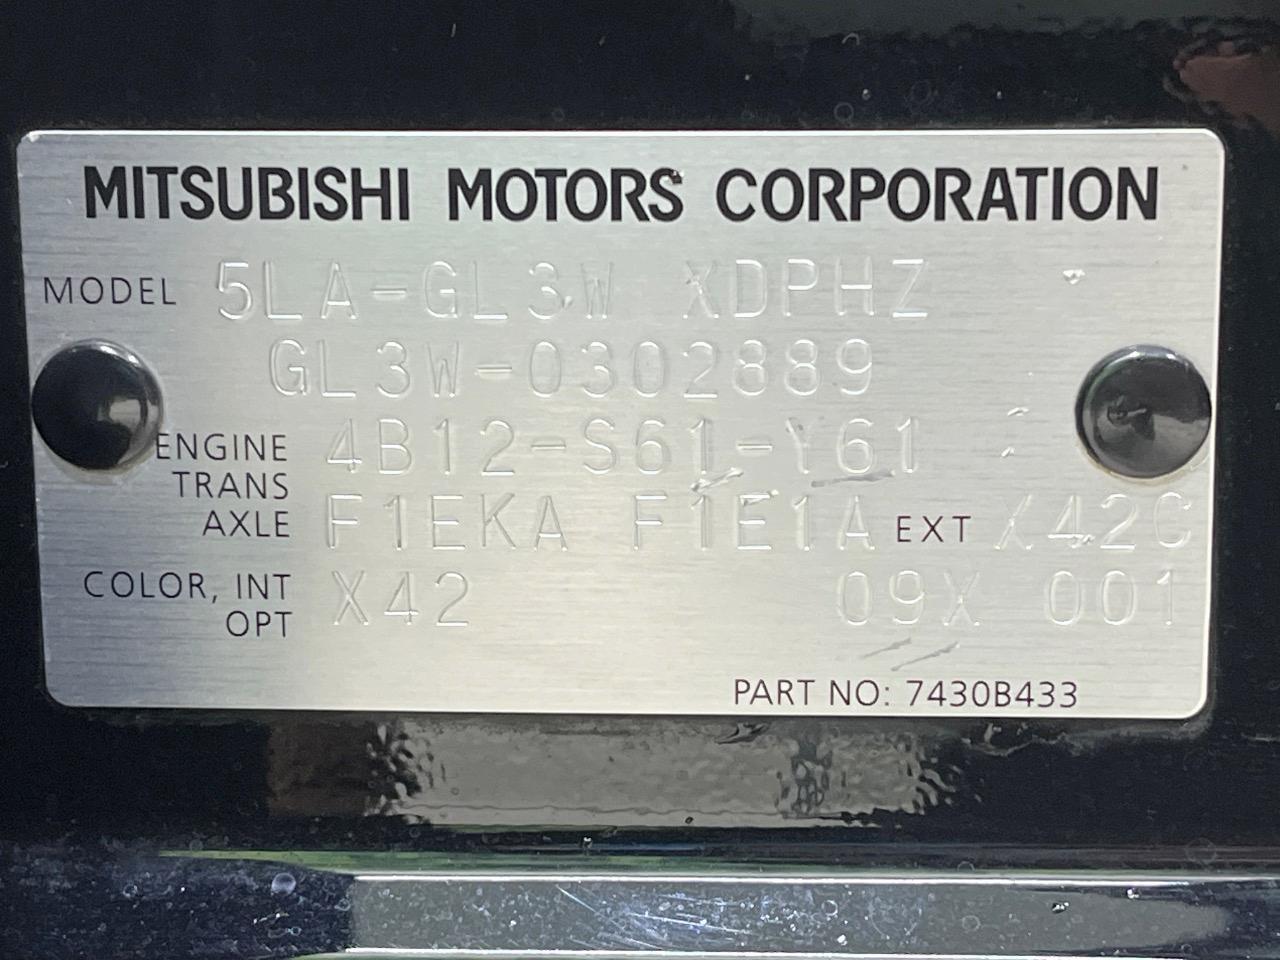 MITSUBISHI MOTORS CORPORATION
MODEL 5LA-GL3W XDPHZ
GL3W-0302889
ENGINE 4B12-S61-Y61
TRANS
AXLE F1EKA F1E1A EXT X42C
COLOR, INT X42 09X 001
OPT
PART NO: 7430B433